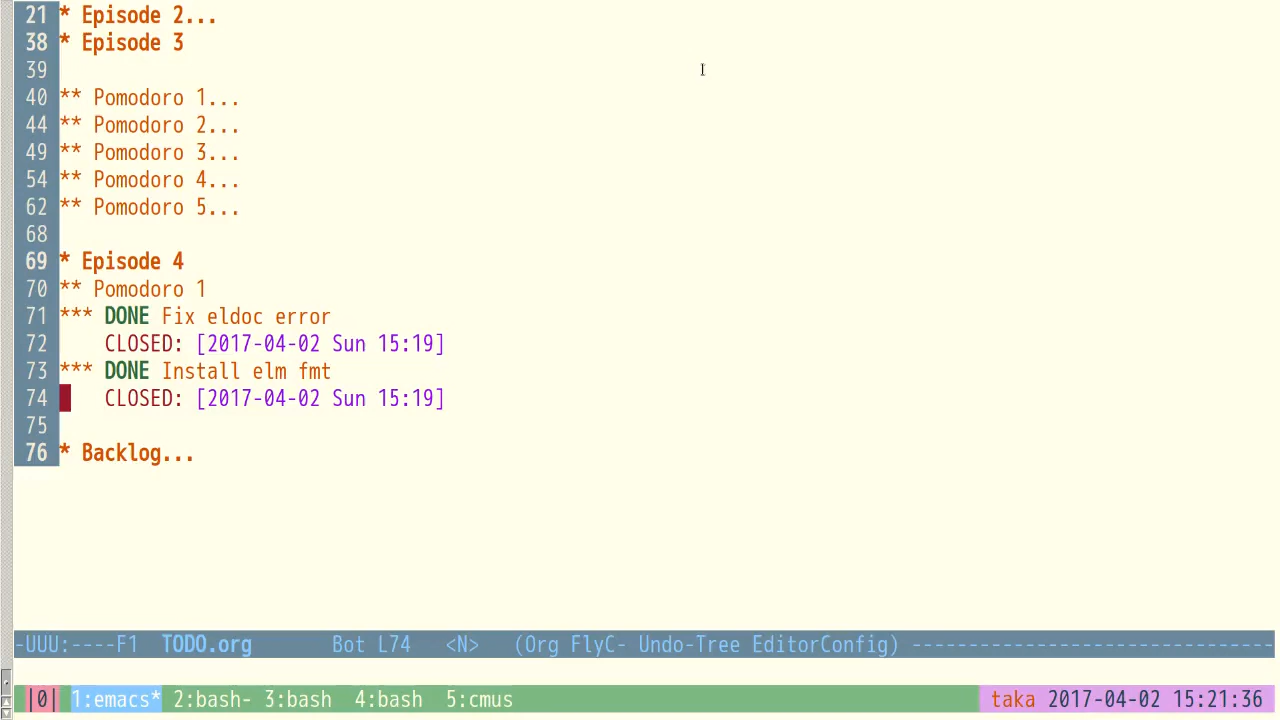 21 * Episode 2...
38 * Episode 3
39
40 ** Pomodoro 1...
44 ** Pomodoro 2...
49 ** Pomodoro 3...
54 ** Pomodoro 4...
62 ** Pomodoro 5...
68
69 * Episode 4
70 ** Pomodoro 1
71 *** DONE Fix eldoc error
72 CLOSED: [2017-04-02 Sun 15:19]
73 *** DONE Install elm fmt
74 CLOSED: [2017-04-02 Sun 15:19]
75
76 * Backlog...
-UUU:----F1 TODO.org Bot L74 <N> (Org FlyC- Undo-Tree EditorConfig) --------------------------------
|0| 1:emacs* 2:bash- 3:bash 4:bash 5:cmus taka 2017-04-02 15:21:36